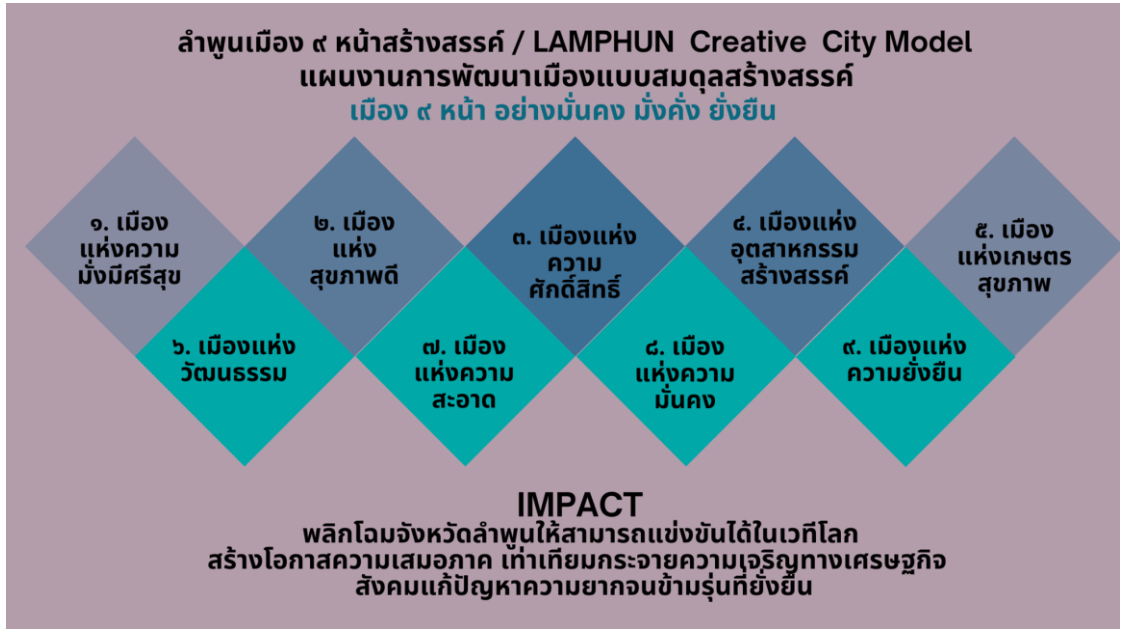 ลำพูนเมือง ๙ หน้าสร้างสรรค์ / LAMPHUN Creative City Model
แผนงานการพัฒนาเมืองแบบสมดุลสร้างสรรค์
เมือง ๙ หน้า อย่างมั่นคง มั่งคั่ง ยั่งยืน
๑. เมือง
แห่งความ
มั่งมีศรีสุข
๒. เมือง
แห่ง
สุขภาพดี
๓. เมืองแห่ง
ความ
ศักดิ์สิทธิ์
๔. เมืองแห่ง
อุตสาหกรรม
สร้างสรรค์
๕. เมือง
แห่งเกษตร
สุขภาพ
๖. เมืองแห่ง
วัฒนธรรม
๗. เมือง
แห่งความ
สะอาด
๘. เมือง
แห่งความ
มั่นคง
๙. เมืองแห่ง
ความยั่งยืน
IMPACT
พลิกโฉมจังหวัดลำพูนให้สามารถแข่งขันได้ในเวทีโลก
สร้างโอกาสความเสมอภาค เท่าเทียมกระจายความเจริญทางเศรษฐกิจ
สังคมแก้ปัญหาความยากจนข้ามรุ่นที่ยั่งยืน